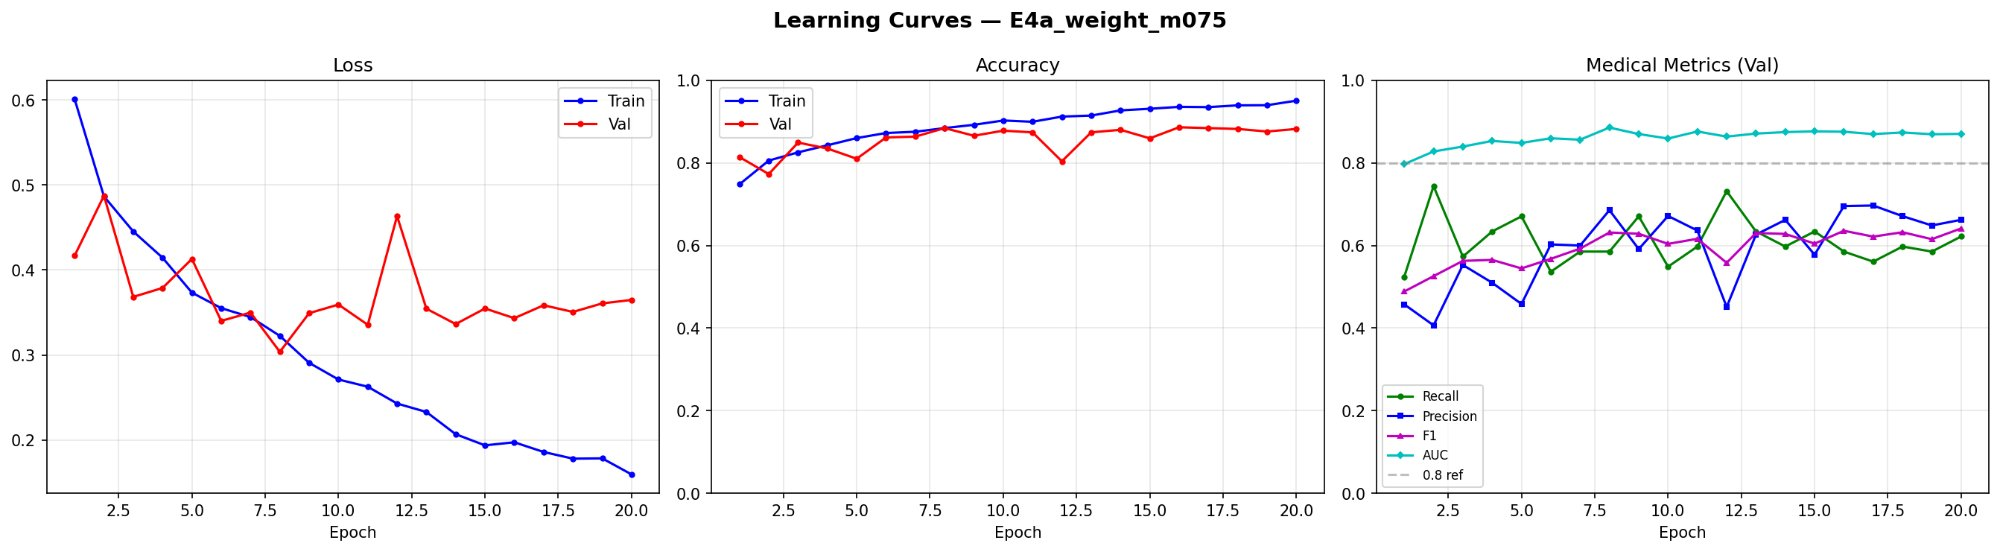 Learning Curves — E4a_weight_m075
Loss
0.6
0.5
0.4
0.3
0.2
Train
Val
2.5 5.0 7.5 10.0 12.5 15.0 17.5 20.0
Epoch
Accuracy
1.0
0.8
0.6
0.4
0.2
0.0
Train
Val
2.5 5.0 7.5 10.0 12.5 15.0 17.5 20.0
Epoch
Medical Metrics (Val)
1.0
0.8
0.6
0.4
0.2
0.0
Recall
Precision
F1
AUC
0.8 ref
2.5 5.0 7.5 10.0 12.5 15.0 17.5 20.0
Epoch